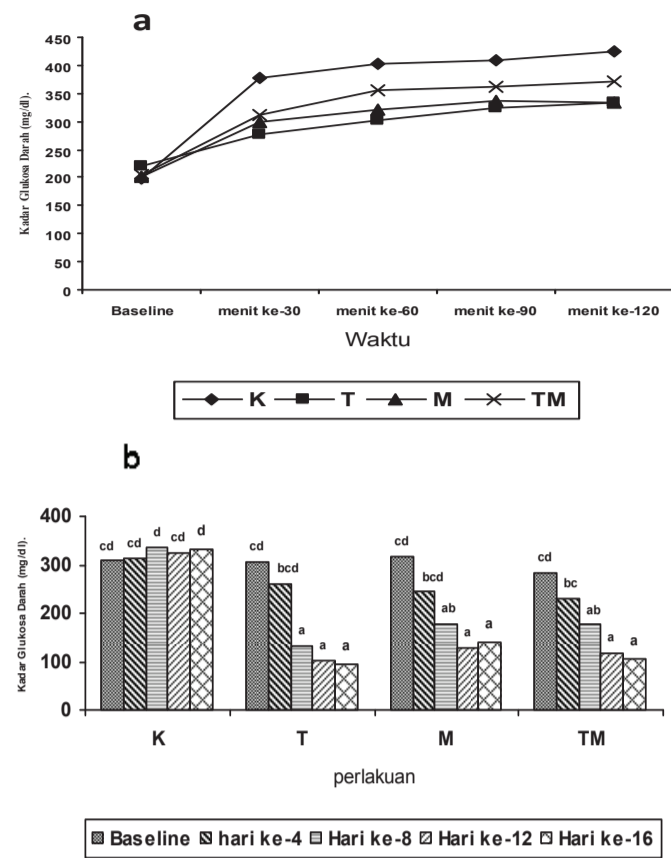 a
Kadar Glukosa Darah (mg/dl).
450
400
350
300
250
200
150
100
50
0
Baseline menit ke-30 menit ke-60 menit ke-90 menit ke-120
Waktu
K T M TM
b
Kadar Glukosa Darah (mg/dl).
400
300
200
100
0
cd cd d cd d
cd bcd a a a
cd bcd ab a a
cd bc ab a a
K T M TM
perlakuan
Baseline hari ke-4 Hari ke-8 Hari ke-12 Hari ke-16